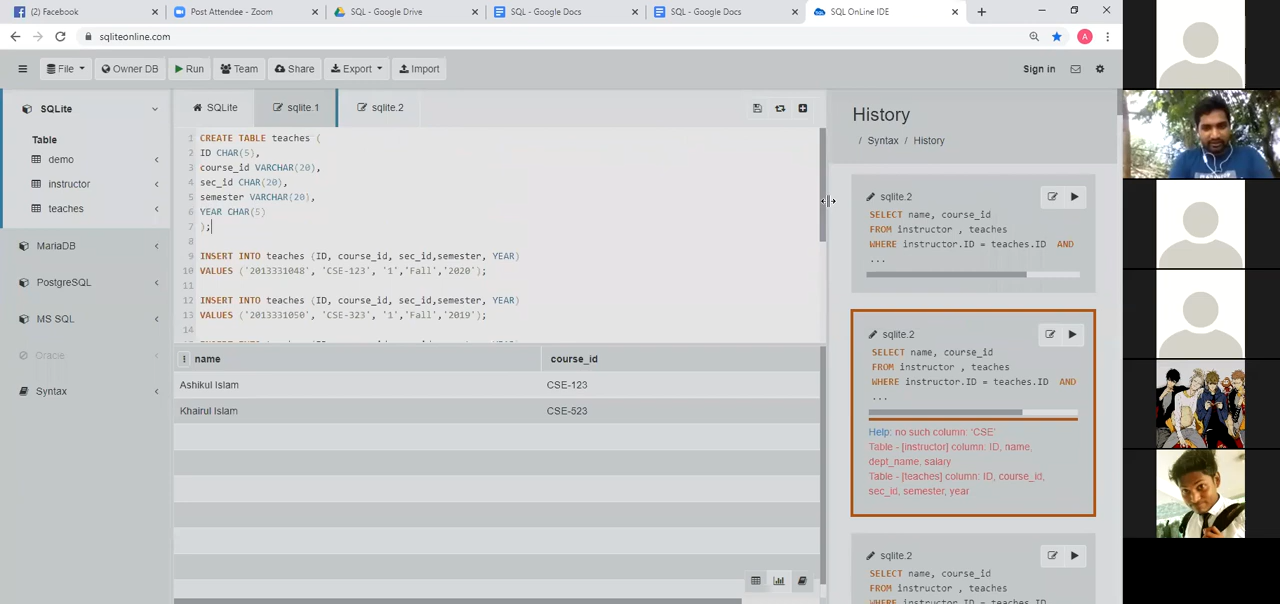 (2) Facebook
Post Attendee - Zoom
SQL - Google Drive
SQL - Google Docs
SQL - Google Docs
SQL OnLine IDE
sqliteonline.com
A
File
Owner DB
Run
Team
Share
Export
Import
Sign in
SQLite
Table
demo
instructor
teaches
MariaDB
PostgreSQL
MS SQL
Oracle
Syntax
SQLite
sqlite.1
sqlite.2
1 CREATE TABLE teaches (
2 ID CHAR(5),
3 course_id VARCHAR(20),
4 sec_id CHAR(20),
5 semester VARCHAR(20),
6 YEAR CHAR(5)
7 );
8
9 INSERT INTO teaches (ID, course_id, sec_id,semester, YEAR)
10 VALUES ('2013331048', 'CSE-123', '1','Fall','2020');
11
12 INSERT INTO teaches (ID, course_id, sec_id,semester, YEAR)
13 VALUES ('2013331050', 'CSE-323', '1','Fall','2019');
14
name course_id
Ashikul Islam CSE-123
Khairul Islam CSE-523
History
/ Syntax / History
sqlite.2
SELECT name, course_id
FROM instructor , teaches
WHERE instructor.ID = teaches.ID AND
...
sqlite.2
SELECT name, course_id
FROM instructor , teaches
WHERE instructor.ID = teaches.ID AND
...
Help: no such column: 'CSE'
Table - [instructor] column: ID, name,
dept_name, salary
Table - [teaches] column: ID, course_id,
sec_id, semester, year
sqlite.2
SELECT name, course_id
FROM instructor , teaches